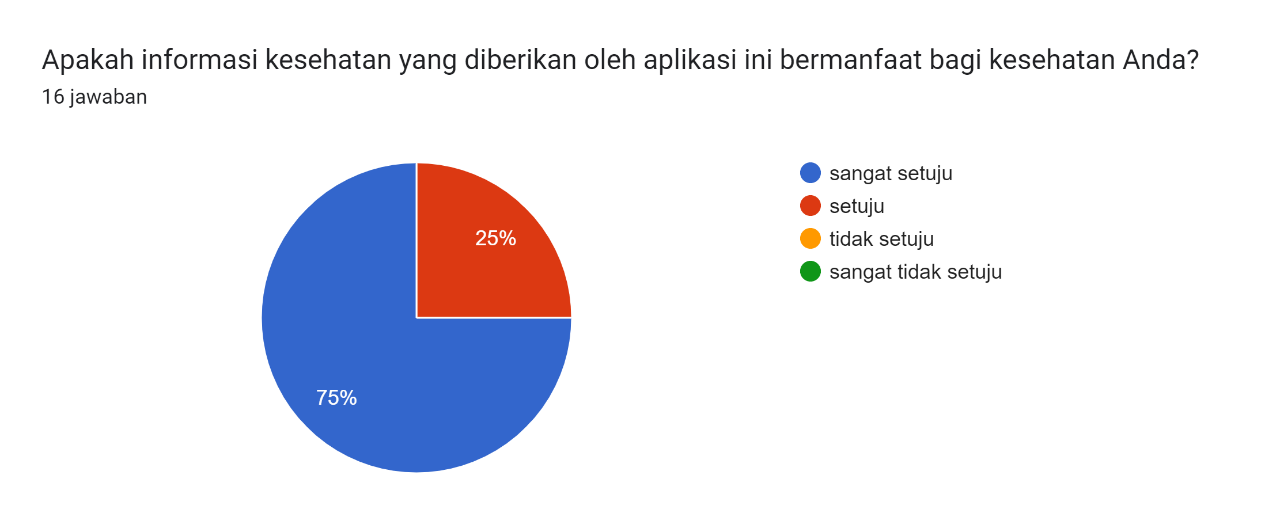 Apakah informasi kesehatan yang diberikan oleh aplikasi ini bermanfaat bagi kesehatan Anda?
16 jawaban
sangat setuju
setuju
tidak setuju
sangat tidak setuju
25%
75%